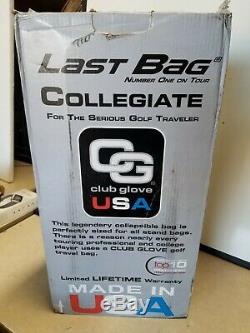 LAST BAG®
NUMBER ONE ON TOUR
COLLEGIATE
FOR THE SERIOUS GOLF TRAVELER
CG
club glove®
USA
This legendary collapsible bag is
perfectly sized for all stand bags.
There is a reason nearly every
touring professional and college
player uses a CLUB GLOVE golf
travel bag.
top10
Limited LIFETIME Warranty
MADE IN
USA